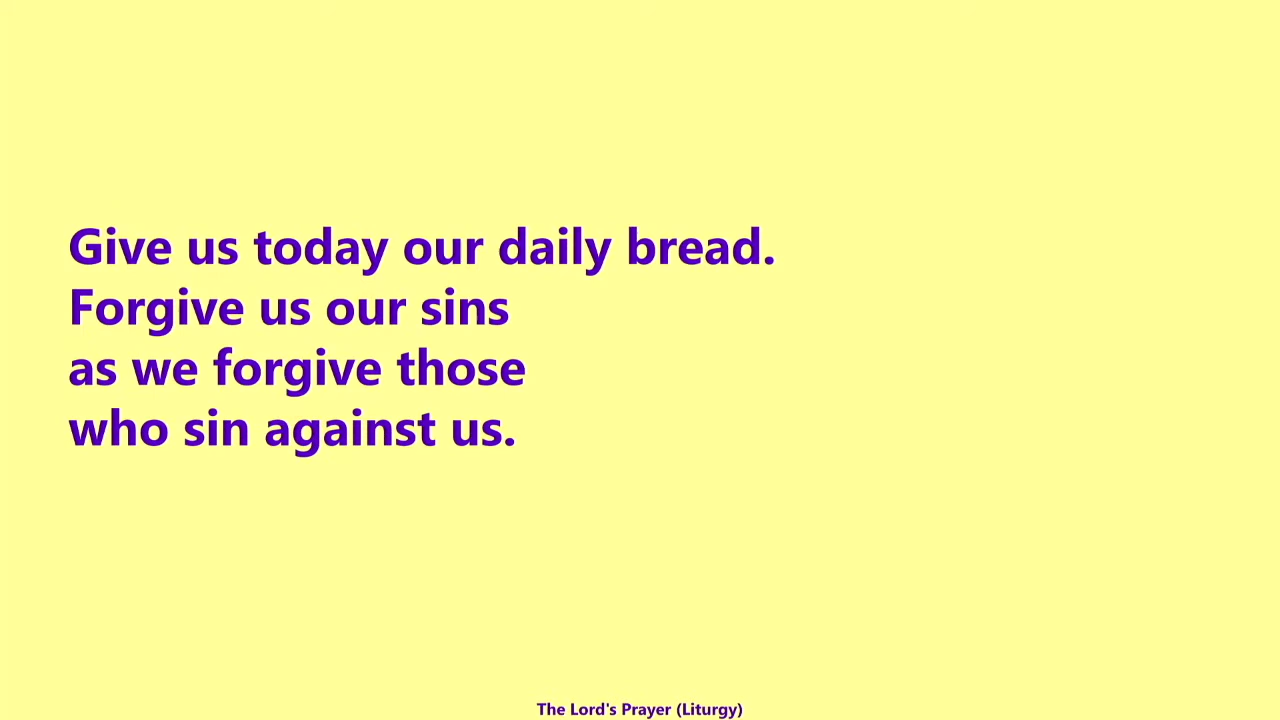 Give us today our daily bread.
Forgive us our sins
as we forgive those
who sin against us.
The Lord's Prayer (Liturgy)